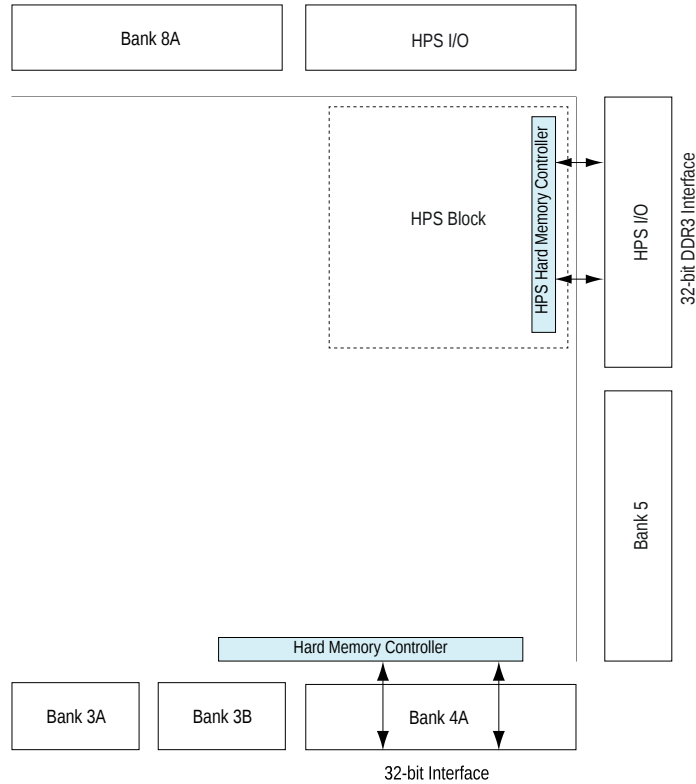 Bank 8A
HPS I/O
HPS Block
HPS Hard Memory Controller
HPS I/O
32-bit DDR3 Interface
Bank 5
Hard Memory Controller
Bank 3A
Bank 3B
Bank 4A
32-bit Interface